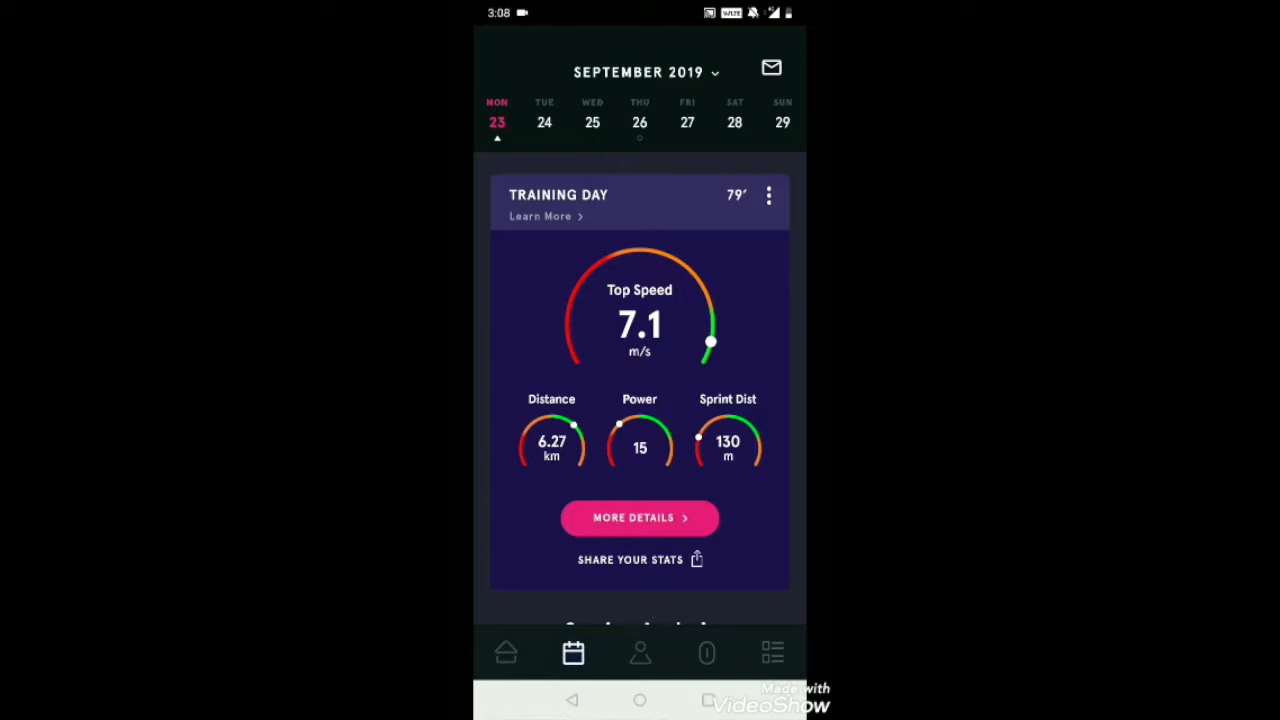 3:08
VoLTE
SEPTEMBER 2019
MON TUE WED THU FRI SAT SUN
23 24 25 26 27 28 29
TRAINING DAY 79′
Learn More >
Top Speed
7.1
m/s
Distance Power Sprint Dist
6.27 15 130
km m
MORE DETAILS >
SHARE YOUR STATS
Made with
VideoShow